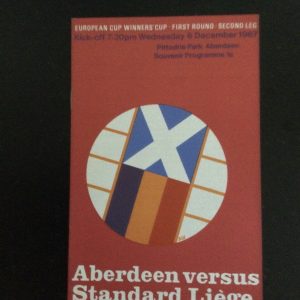 EUROPEAN CUP WINNERS' CUP · FIRST ROUND · SECOND LEG
Kick-off 7.30pm Wednesday 6 December 1967
Pittodrie Park Aberdeen
Souvenir Programme 1s
Aberdeen versus
Standard Liège